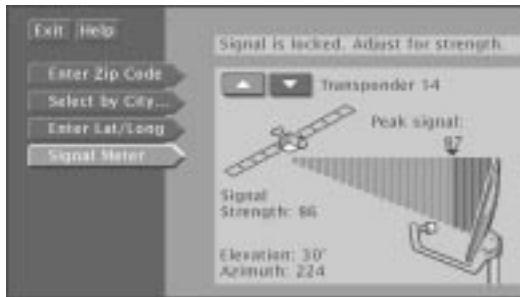 Exit Help
Signal is locked. Adjust for strength.
Enter Zip Code
Select by City...
Enter Lat/Long
Signal Meter
Transponder 14
Peak signal:
87
Signal
Strength: 86
Elevation: 30°
Azimuth: 224